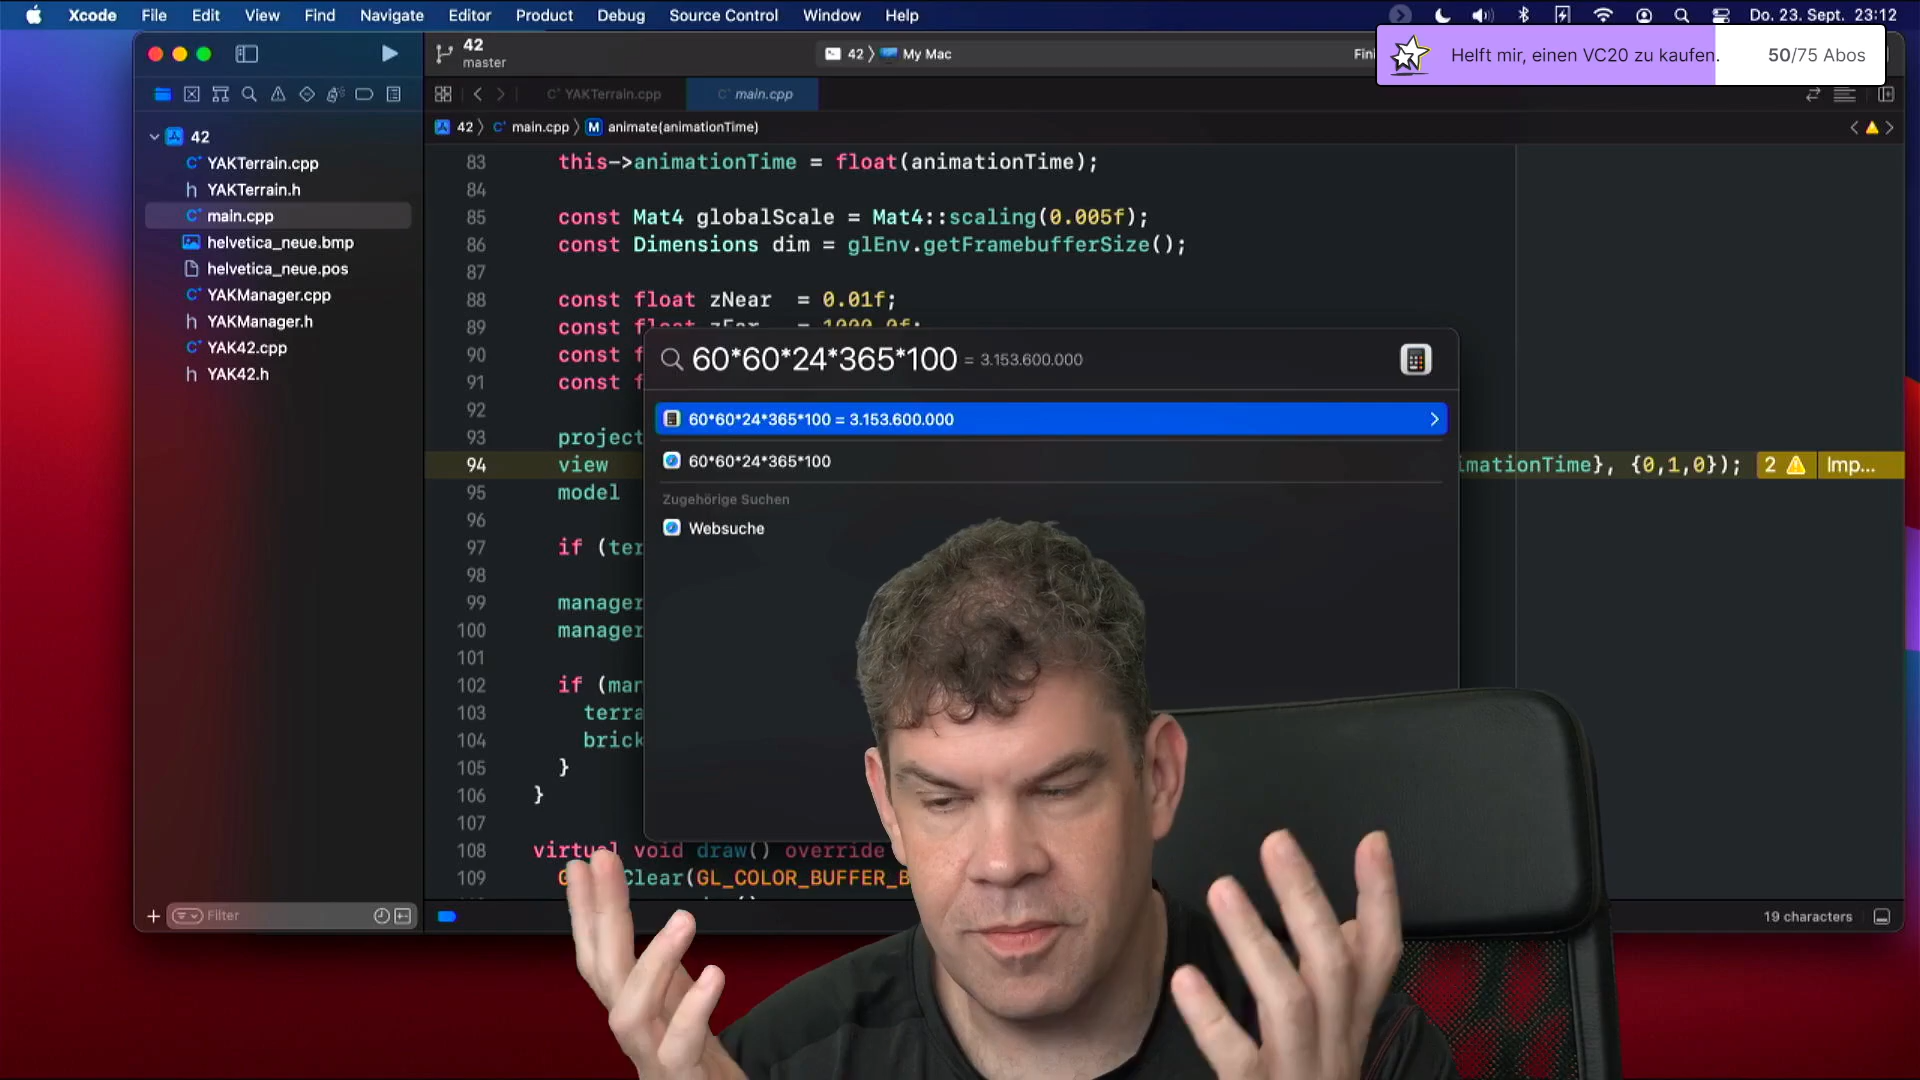 Xcode File Edit View Find Navigate Editor Product Debug Source Control Window Help Do. 23. Sept. 23:12
Helft mir, einen VC20 zu kaufen. 50/75 Abos
42
master
42 〉 My Mac
Fini
YAKTerrain.cpp
main.cpp
42 〉 main.cpp 〉 M animate(animationTime)
42
YAKTerrain.cpp
YAKTerrain.h
main.cpp
helvetica_neue.bmp
helvetica_neue.pos
YAKManager.cpp
YAKManager.h
YAK42.cpp
YAK42.h
Filter
83 this->animationTime = float(animationTime);
84
85 const Mat4 globalScale = Mat4::scaling(0.005f);
86 const Dimensions dim = glEnv.getFramebufferSize();
87
88 const float zNear = 0.01f;
89 const float zFar = 1000.0f;
90 const f
91 const f
92
93 project
94 view imationTime}, {0,1,0}); 2 Imp...
95 model
96
97 if (ter
98
99 manager
100 manager
101
102 if (man
103 terra
104 brick
105 }
106 }
107
108 virtual void draw() override
109 Clear(GL_COLOR_BUFFER_B
60*60*24*365*100 = 3.153.600.000
60*60*24*365*100 = 3.153.600.000
60*60*24*365*100
Zugehörige Suchen
Websuche
19 characters